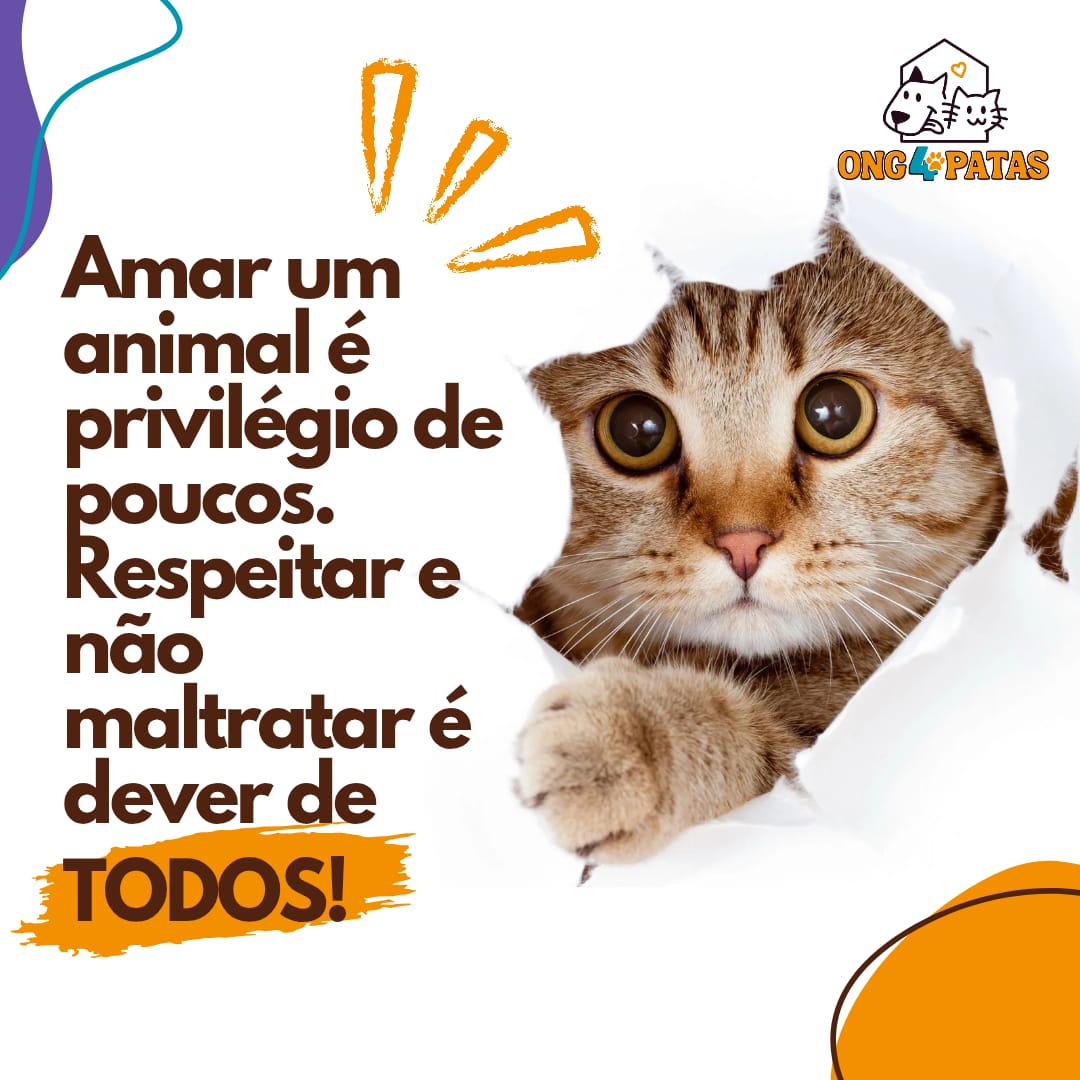 ONG4PATAS
Amar um
animal é
privilégio de
poucos.
Respeitar e
não
maltratar é
dever de
TODOS!